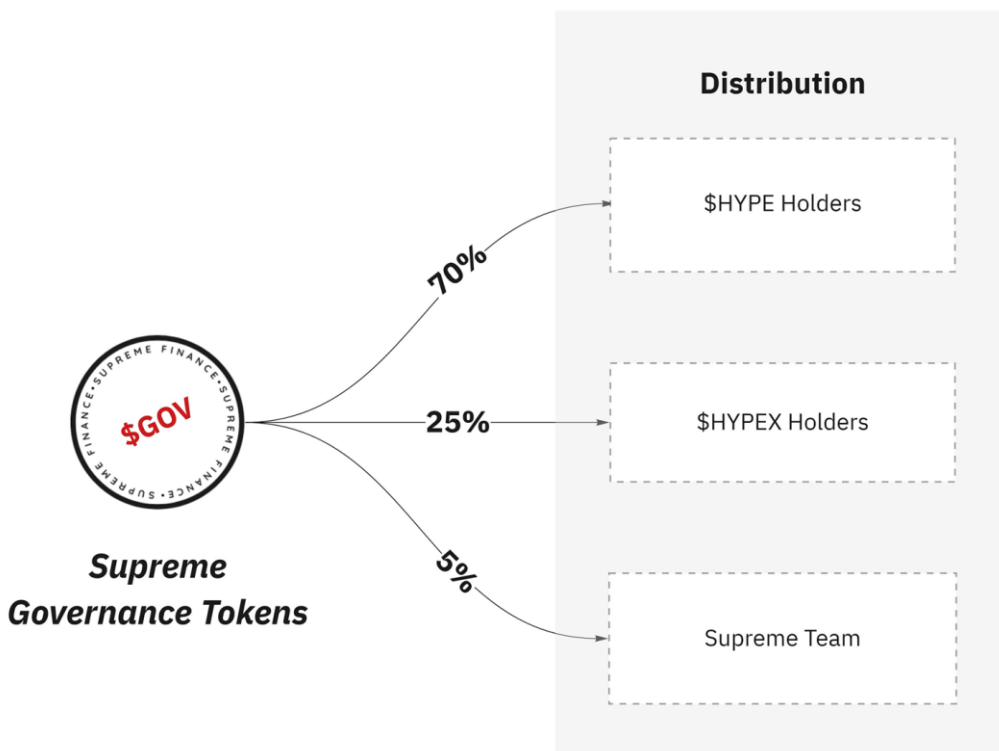 Distribution
$HYPE Holders
70%
SUPREME FINANCE•SUPREME FINANCE•SUPREME FINANCE•
$GOV
25%
$HYPEX Holders
Supreme
Governance Tokens
5%
Supreme Team